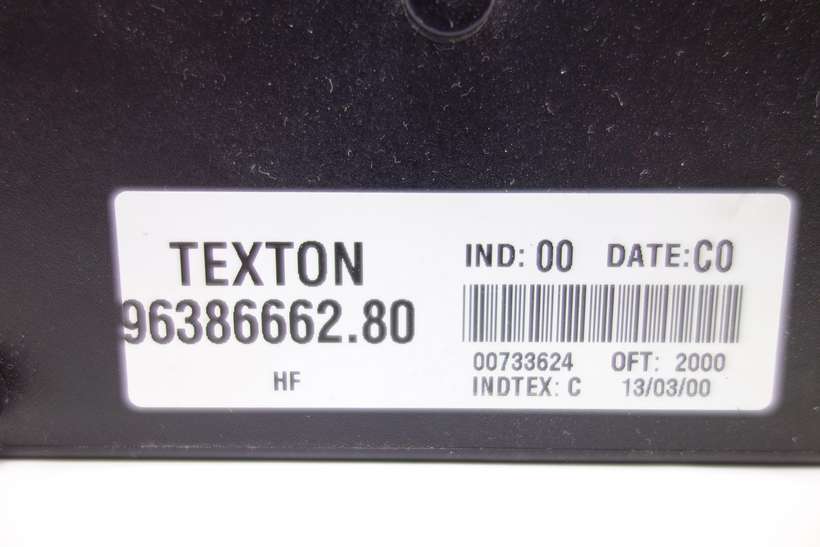 TEXTON
96386662.80
HF
IND: 00 DATE: C0
00733624 OFT: 2000
INDTEX: C 13/03/00